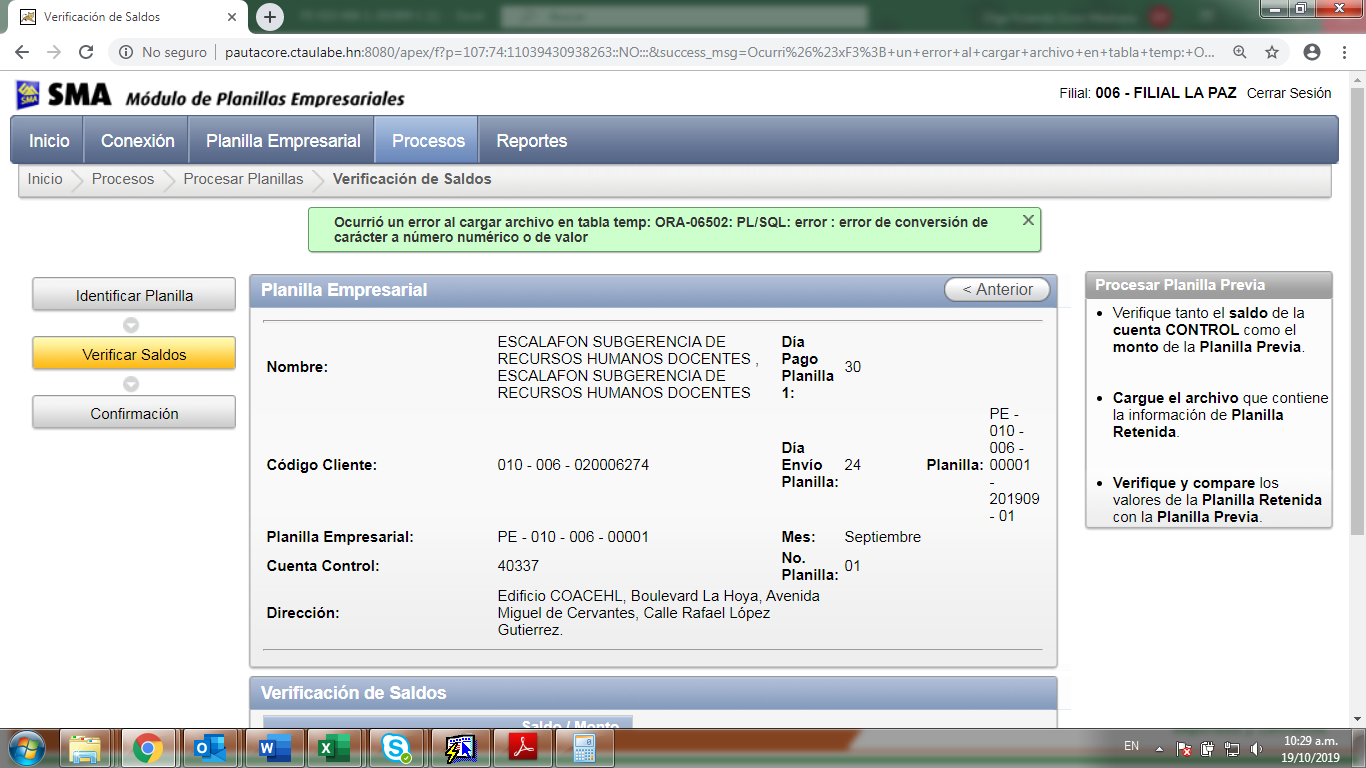 Verificación de Saldos
No seguro
pautacore.ctaulabe.hn:8080/apex/f?p=107:74:11039430938263::NO:::&success_msg=Ocurri%26%23xF3%3B+un+error+al+cargar+archivo+en+tabla+temp:+O...
SMA Módulo de Planillas Empresariales
Filial: 006 - FILIAL LA PAZ Cerrar Sesión
Inicio Conexión Planilla Empresarial Procesos Reportes
Inicio Procesos Procesar Planillas Verificación de Saldos
Ocurrió un error al cargar archivo en tabla temp: ORA-06502: PL/SQL: error : error de conversión de
carácter a número numérico o de valor
Identificar Planilla
Verificar Saldos
Confirmación
Planilla Empresarial
< Anterior
Nombre:
ESCALAFON SUBGERENCIA DE
RECURSOS HUMANOS DOCENTES ,
ESCALAFON SUBGERENCIA DE
RECURSOS HUMANOS DOCENTES
Día
Pago
Planilla
1:
30
Código Cliente:
010 - 006 - 020006274
Día
Envío
Planilla:
24
Planilla:
PE -
010 -
006 -
00001
-
201909
- 01
Planilla Empresarial:
PE - 010 - 006 - 00001
Mes:
Septiembre
Cuenta Control:
40337
No.
Planilla:
01
Dirección:
Edificio COACEHL, Boulevard La Hoya, Avenida
Miguel de Cervantes, Calle Rafael López
Gutierrez.
Verificación de Saldos
Saldo / Monto
Procesar Planilla Previa
Verifique tanto el saldo de la
cuenta CONTROL como el
monto de la Planilla Previa.
Cargue el archivo que contiene
la información de Planilla
Retenida.
Verifique y compare los
valores de la Planilla Retenida
con la Planilla Previa.
EN
10:29 a.m.
19/10/2019